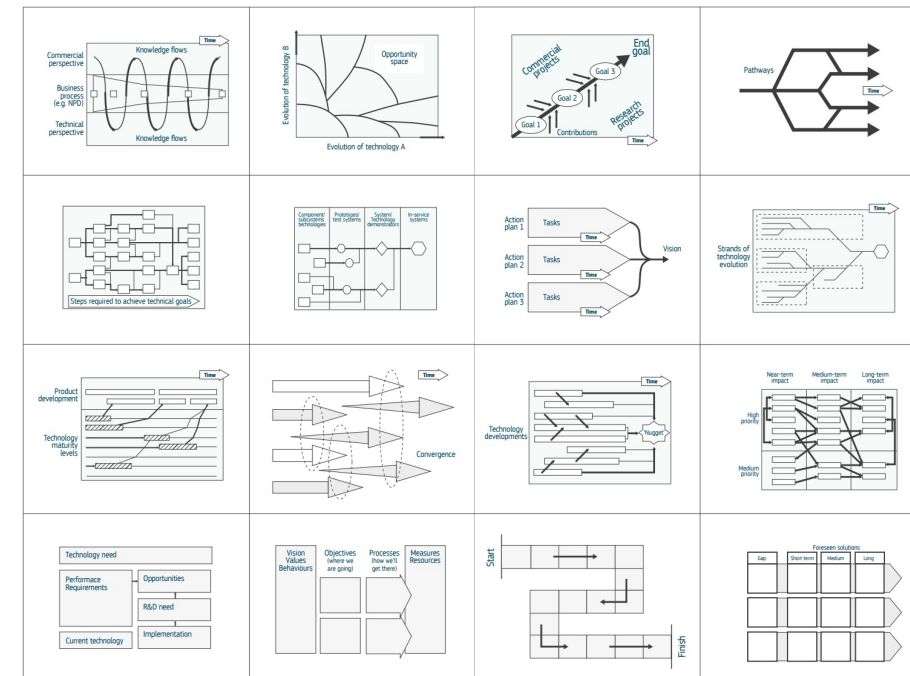 Time
Knowledge flows
Commercial
perspective
Business
process
(e.g. NPD)
Technical
perspective
Knowledge flows
Evolution of technology B
Opportunity
space
Evolution of technology A
Commercial
projects
End
goal
Goal 3
Goal 2
Goal 1
Research
projects
Contributions
Time
Pathways
Time
Steps required to achieve technical goals
Component/
subsystems
technologies
Prototypes/
test systems
System/
Technology
demonstrators
In-service
systems
Action
plan 1
Tasks
Time
Vision
Action
plan 2
Tasks
Time
Action
plan 3
Tasks
Time
Time
Strands of
technology
evolution
Time
Product
development
Technology
maturity
levels
Time
Convergence
Time
Technology
developments
Nugget
Near-term
impact
Medium-term
impact
Long-term
impact
High
priority
Medium
priority
Technology need
Performace
Requirements
Opportunities
R&D need
Current technology
Implementation
Vision
Values
Behaviours
Objectives
(where we
are going)
Processes
(how we'll
get there)
Measures
Resources
Start
Finish
Foreseen solutions
Gap
Short-term
Medium
Long